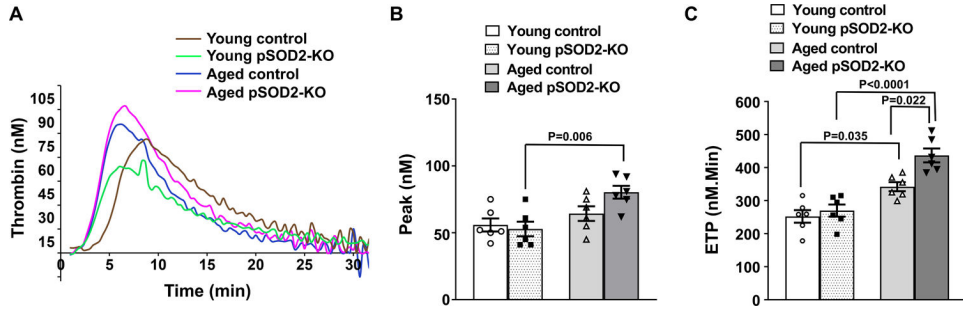 A
Young control
Young pSOD2-KO
Aged control
Aged pSOD2-KO
Thrombin (nM)
105
90
75
60
45
30
15
0
5
10
15
20
25
30
Time (min)
B
Young control
Young pSOD2-KO
Aged control
Aged pSOD2-KO
Peak (nM)
150
100
50
0
P=0.006
C
Young control
Young pSOD2-KO
Aged control
Aged pSOD2-KO
ETP (nM.Min)
600
500
400
300
200
100
0
P<0.0001
P=0.022
P=0.035